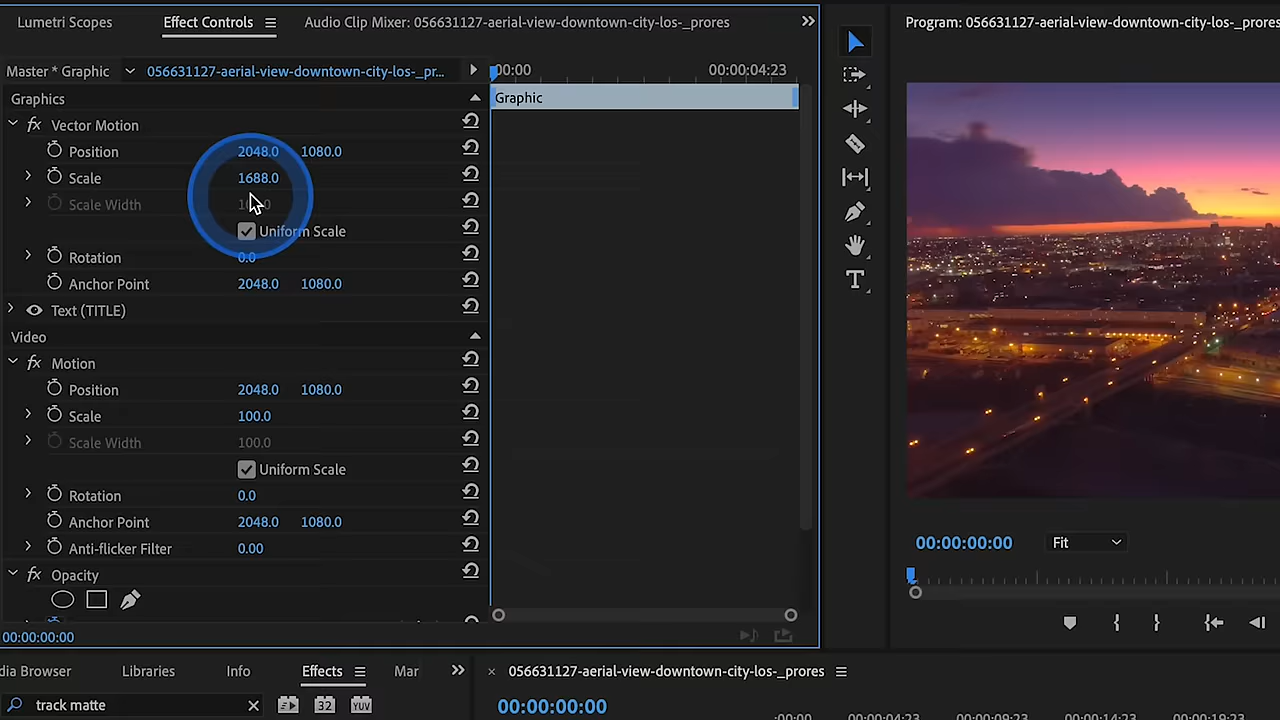 Lumetri Scopes
Effect Controls
Audio Clip Mixer: 056631127-aerial-view-downtown-city-los-_prores
Program: 056631127-aerial-view-downtown-city-los-_prores
Master * Graphic
056631127-aerial-view-downtown-city-los-_pr...
:00:00
00:00:04:23
Graphics
Graphic
Vector Motion
Position 2048.0 1080.0
Scale 1688.0
Scale Width
Uniform Scale
Rotation 0.0
Anchor Point 2048.0 1080.0
Text (TITLE)
Video
Motion
Position 2048.0 1080.0
Scale 100.0
Scale Width 100.0
Uniform Scale
Rotation 0.0
Anchor Point 2048.0 1080.0
Anti-flicker Filter 0.00
Opacity
00:00:00:00
T
00:00:00:00
Fit
dia Browser
Libraries
Info
Effects
Mar
056631127-aerial-view-downtown-city-los-_prores
track matte
32
YUV
00:00:00:00
:00:00
00:00:04:23
00:00:09:23
00:00:14:23
00:00:19:23